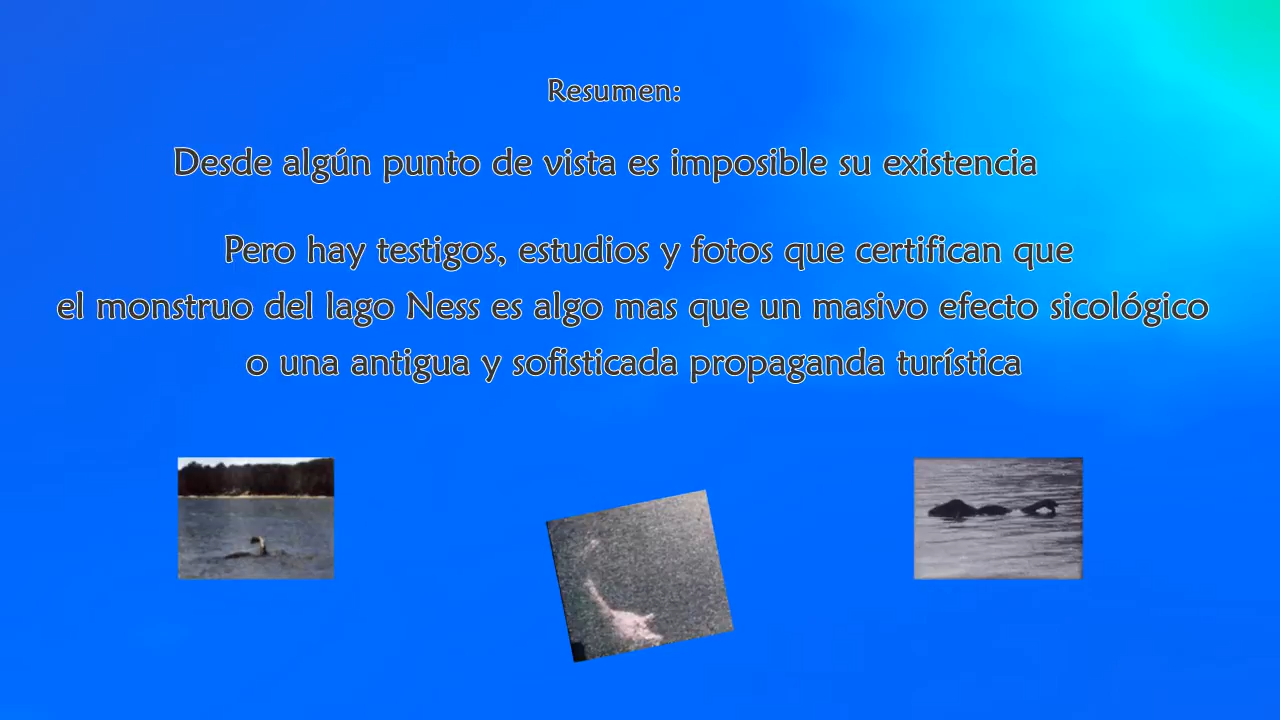 Resumen:
Desde algún punto de vista es imposible su existencia
Pero hay testigos, estudios y fotos que certifican que
el monstruo del lago Ness es algo mas que un masivo efecto sicológico
o una antigua y sofisticada propaganda turística